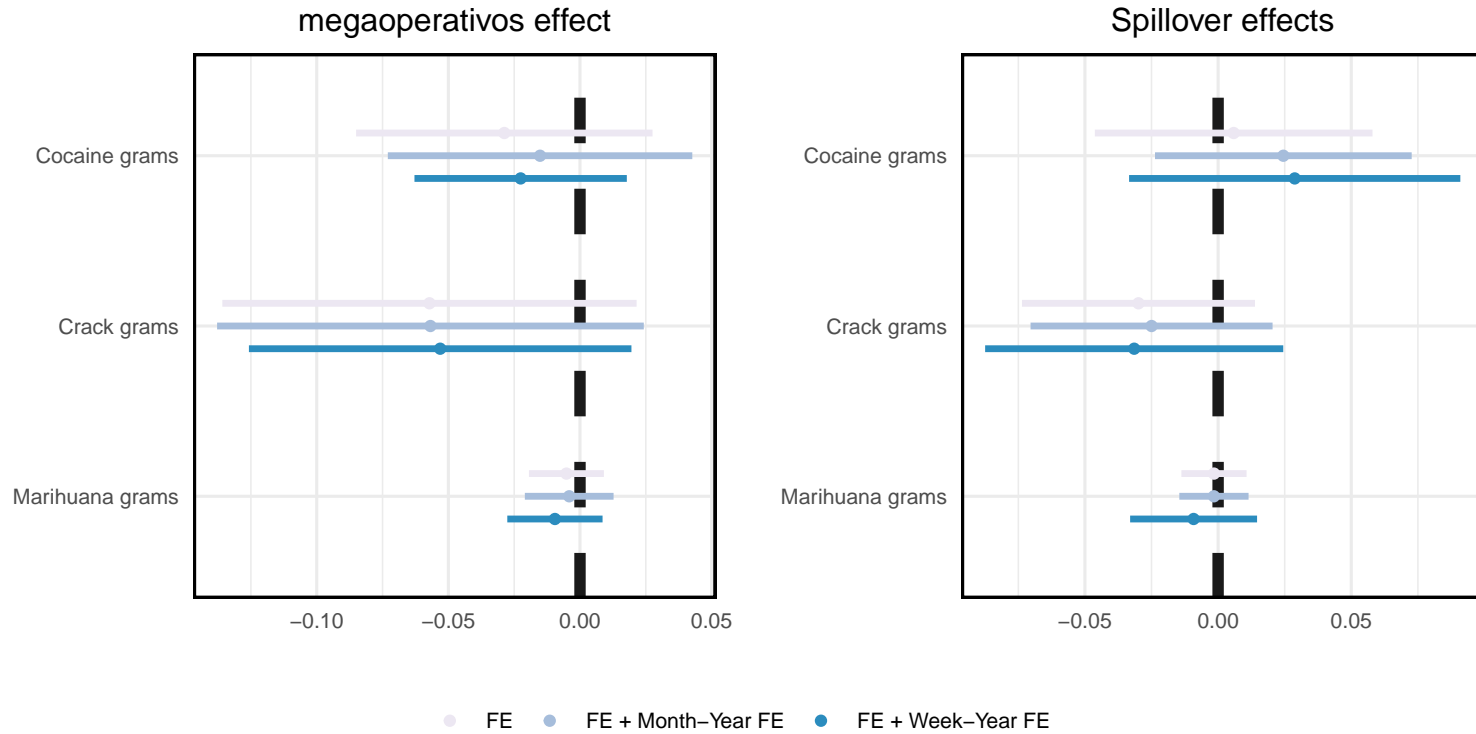 megaoperativos effect
Spillover effects
Cocaine grams
Crack grams
Marihuana grams
−0.10 −0.05 0.00 0.05
Cocaine grams
Crack grams
Marihuana grams
−0.05 0.00 0.05
FE FE + Month−Year FE FE + Week−Year FE